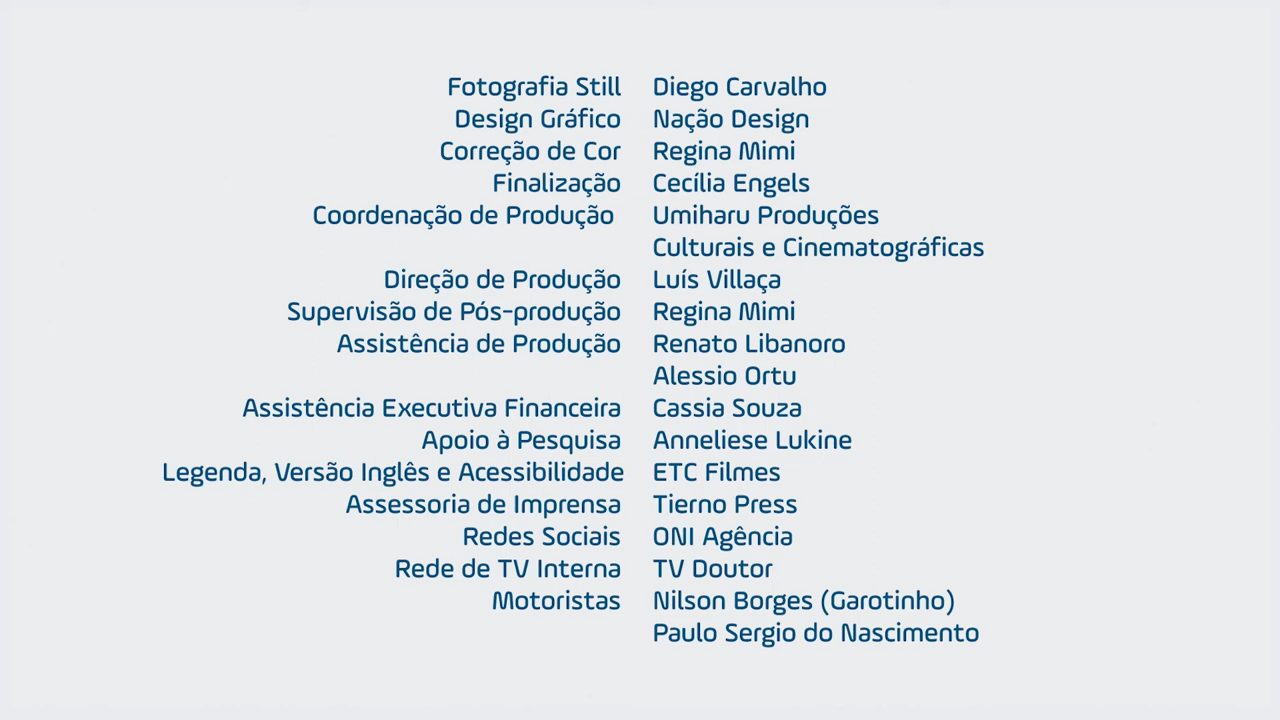 Fotografia Still Diego Carvalho
Design Gráfico Nação Design
Correção de Cor Regina Mimi
Finalização Cecília Engels
Coordenação de Produção Umiharu Produções
Culturais e Cinematográficas
Direção de Produção Luís Villaça
Supervisão de Pós-produção Regina Mimi
Assistência de Produção Renato Libanoro
Alessio Ortu
Assistência Executiva Financeira Cassia Souza
Apoio à Pesquisa Anneliese Lukine
Legenda, Versão Inglês e Acessibilidade ETC Filmes
Assessoria de Imprensa Tierno Press
Redes Sociais ONI Agência
Rede de TV Interna TV Doutor
Motoristas Nilson Borges (Garotinho)
Paulo Sergio do Nascimento